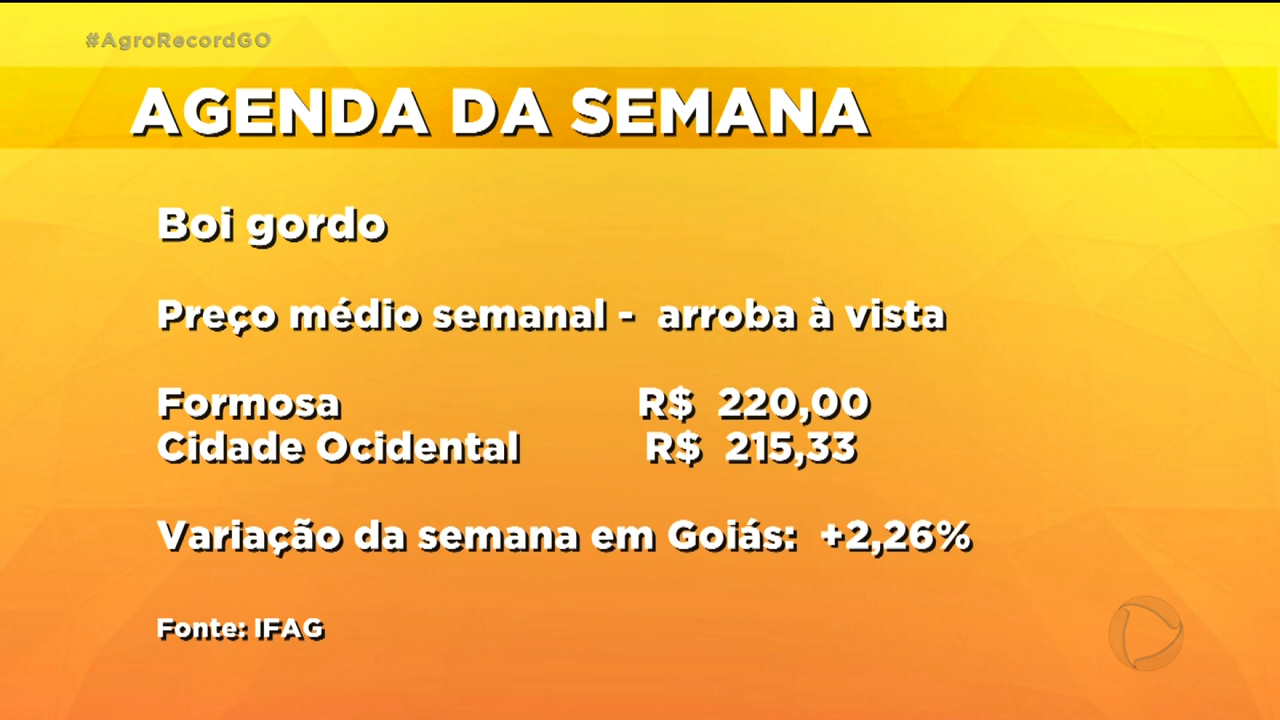 #AgroRecordGO
AGENDA DA SEMANA
Boi gordo
Preço médio semanal - arroba à vista
Formosa R$ 220,00
Cidade Ocidental R$ 215,33
Variação da semana em Goiás: +2,26%
Fonte: IFAG